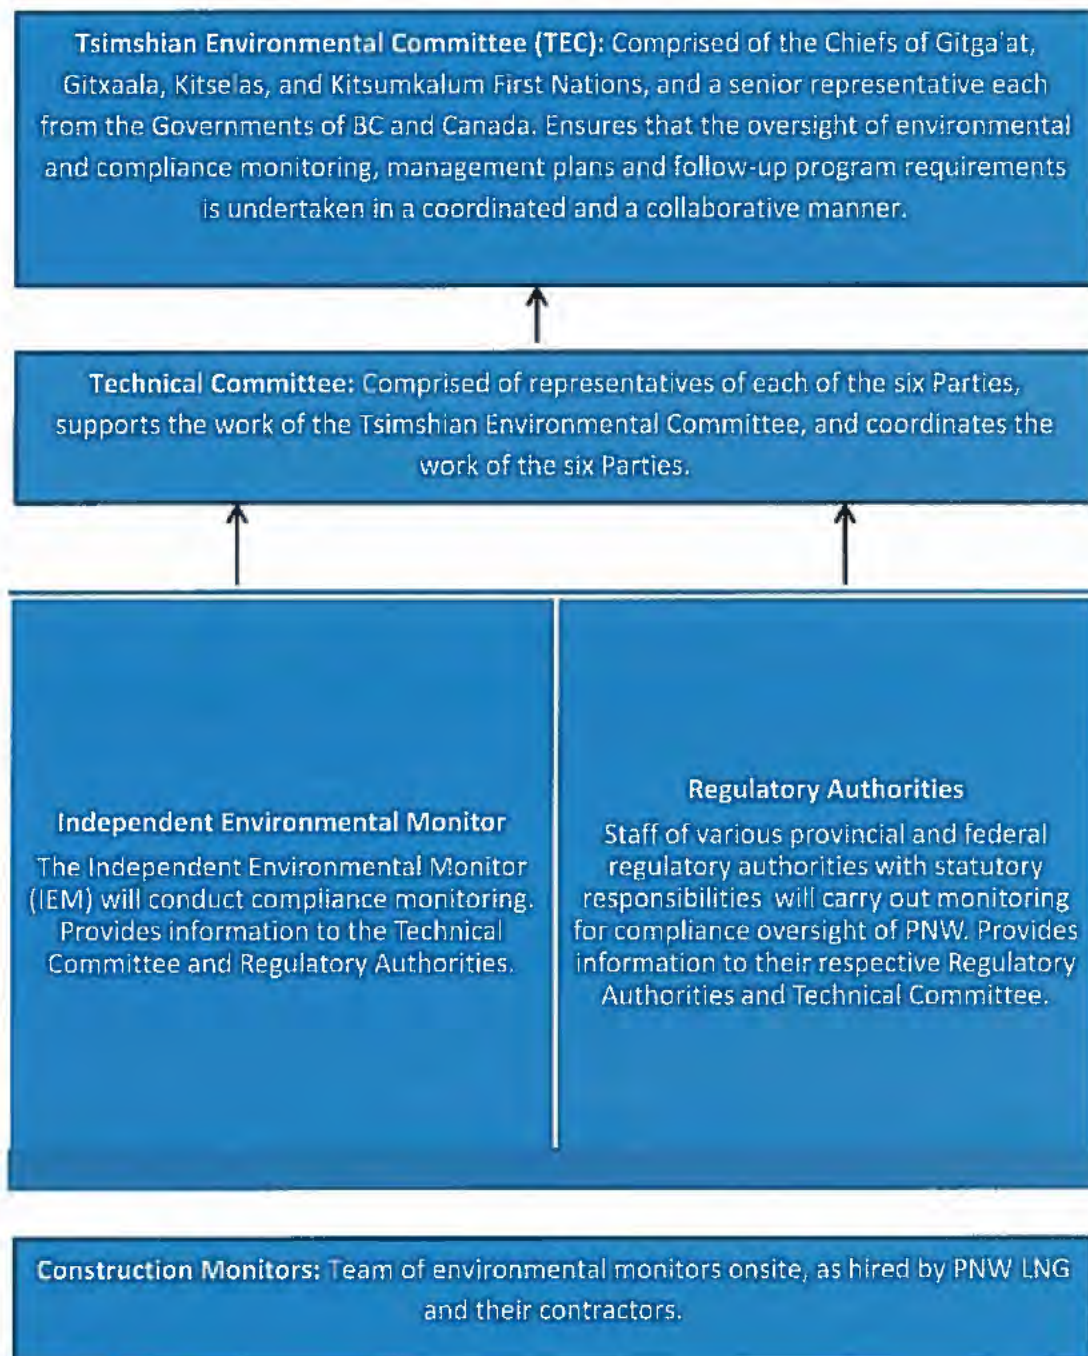 Tsimshian Environmental Committee (TEC): Comprised of the Chiefs of Gitga'at,
Gitxaala, Kitselas, and Kitsumkalum First Nations, and a senior representative each
from the Governments of BC and Canada. Ensures that the oversight of environmental
and compliance monitoring, management plans and follow-up program requirements
is undertaken in a coordinated and a collaborative manner.
Technical Committee: Comprised of representatives of each of the six Parties,
supports the work of the Tsimshian Environmental Committee, and coordinates the
work of the six Parties.
Independent Environmental Monitor
The Independent Environmental Monitor
(IEM) will conduct compliance monitoring.
Provides information to the Technical
Committee and Regulatory Authorities.
Regulatory Authorities
Staff of various provincial and federal
regulatory authorities with statutory
responsibilities will carry out monitoring
for compliance oversight of PNW. Provides
information to their respective Regulatory
Authorities and Technical Committee.
Construction Monitors: Team of environmental monitors onsite, as hired by PNW LNG
and their contractors.